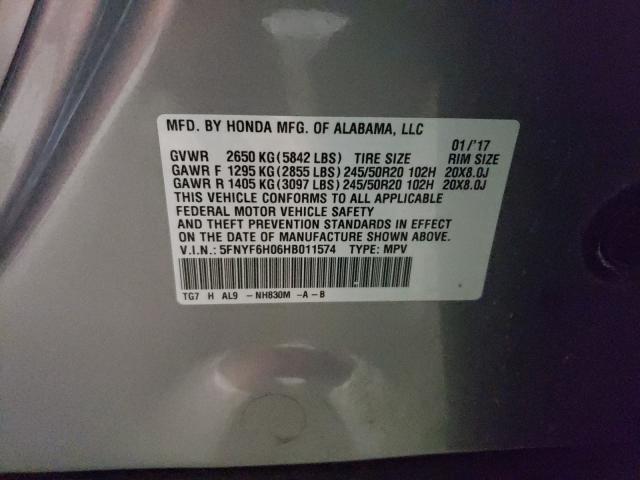 MFD. BY HONDA MFG. OF ALABAMA, LLC
01/'17
GVWR 2650 KG (5842 LBS) TIRE SIZE RIM SIZE
GAWR F 1295 KG (2855 LBS) 245/50R20 102H 20X8.0J
GAWR R 1405 KG (3097 LBS) 245/50R20 102H 20X8.0J
THIS VEHICLE CONFORMS TO ALL APPLICABLE
FEDERAL MOTOR VEHICLE SAFETY
AND THEFT PREVENTION STANDARDS IN EFFECT
ON THE DATE OF MANUFACTURE SHOWN ABOVE.
V.I.N.: 5FNYF6H06HB011574 TYPE: MPV
TG7 H AL9 -NH830M -A-B